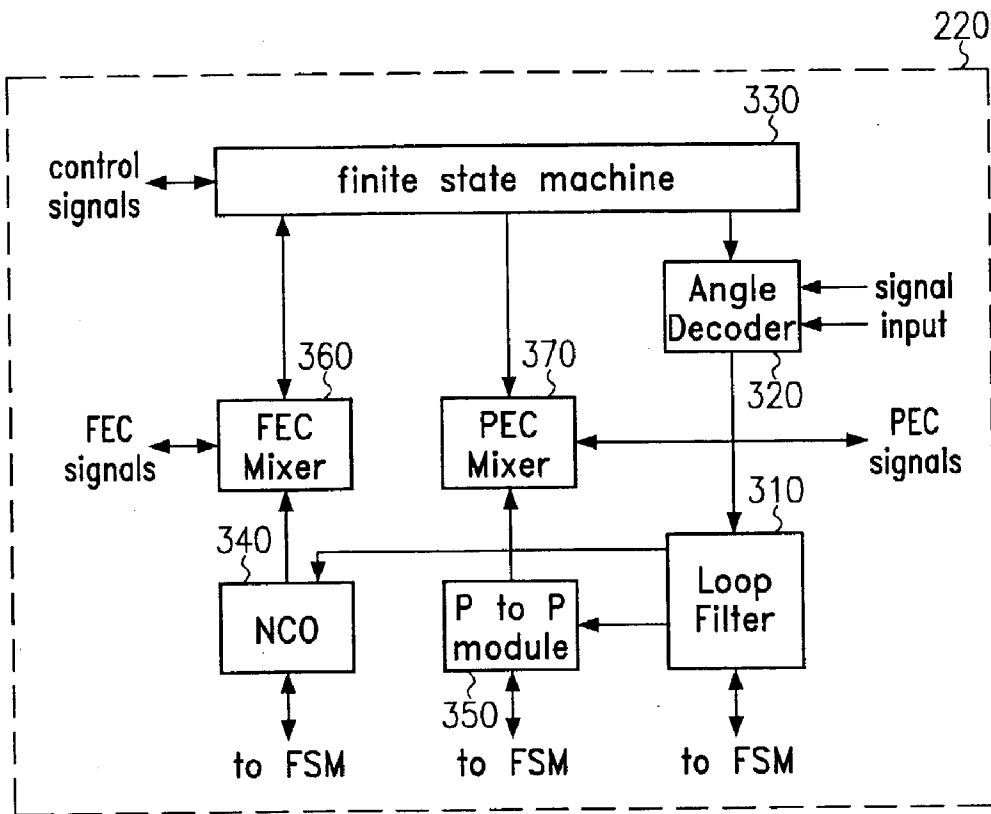 220
330
control
signals
finite state machine
Angle
Decoder
signal
input
320
360
370
FEC
signals
FEC
Mixer
PEC
Mixer
PEC
signals
310
340
NCO
P to P
module
350
Loop
Filter
to FSM
to FSM
to FSM